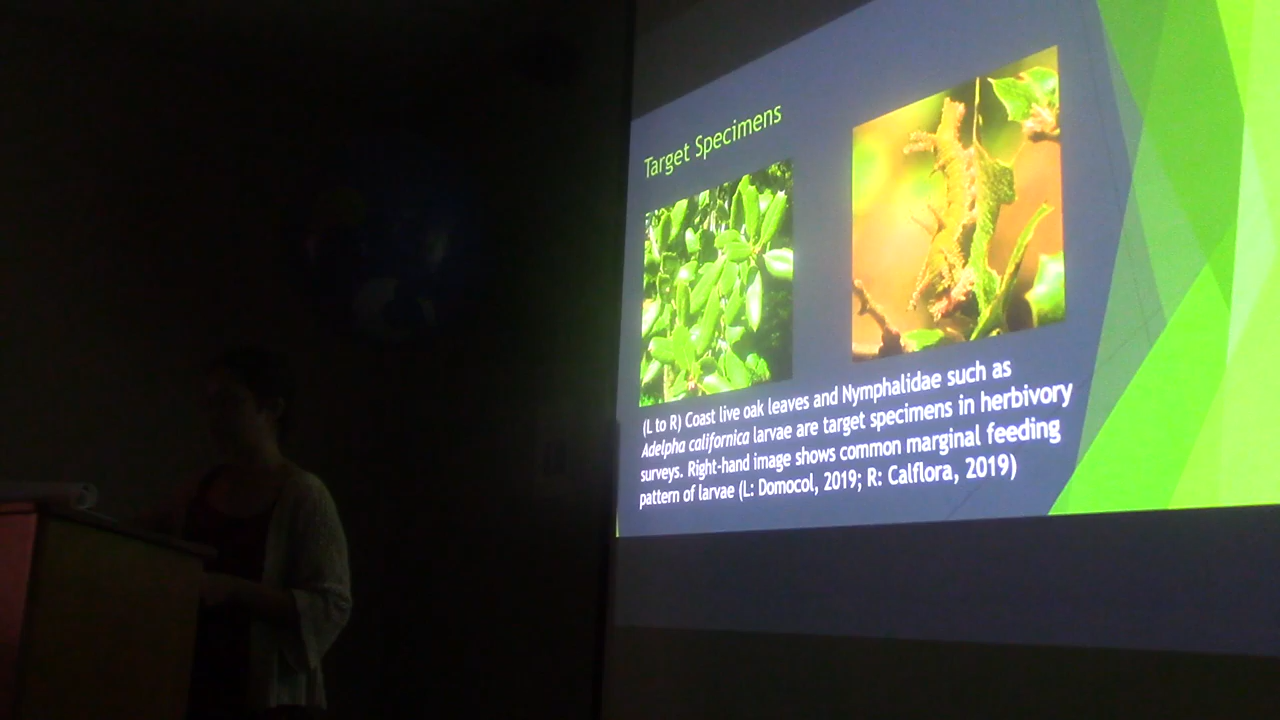 Target Specimens
(L to R) Coast live oak leaves and Nymphalidae such as
Adelpha californica larvae are target specimens in herbivory
surveys. Right-hand image shows common marginal feeding
pattern of larvae (L: Domocol, 2019; R: Calflora, 2019)